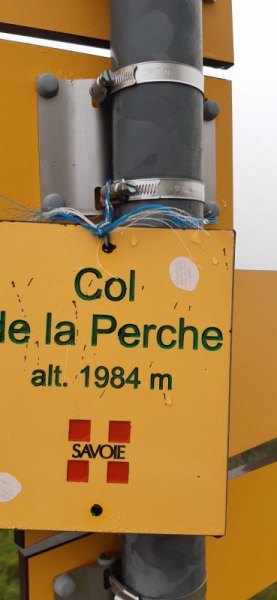 Col
de la Perche
alt. 1984 m
SAVOIE